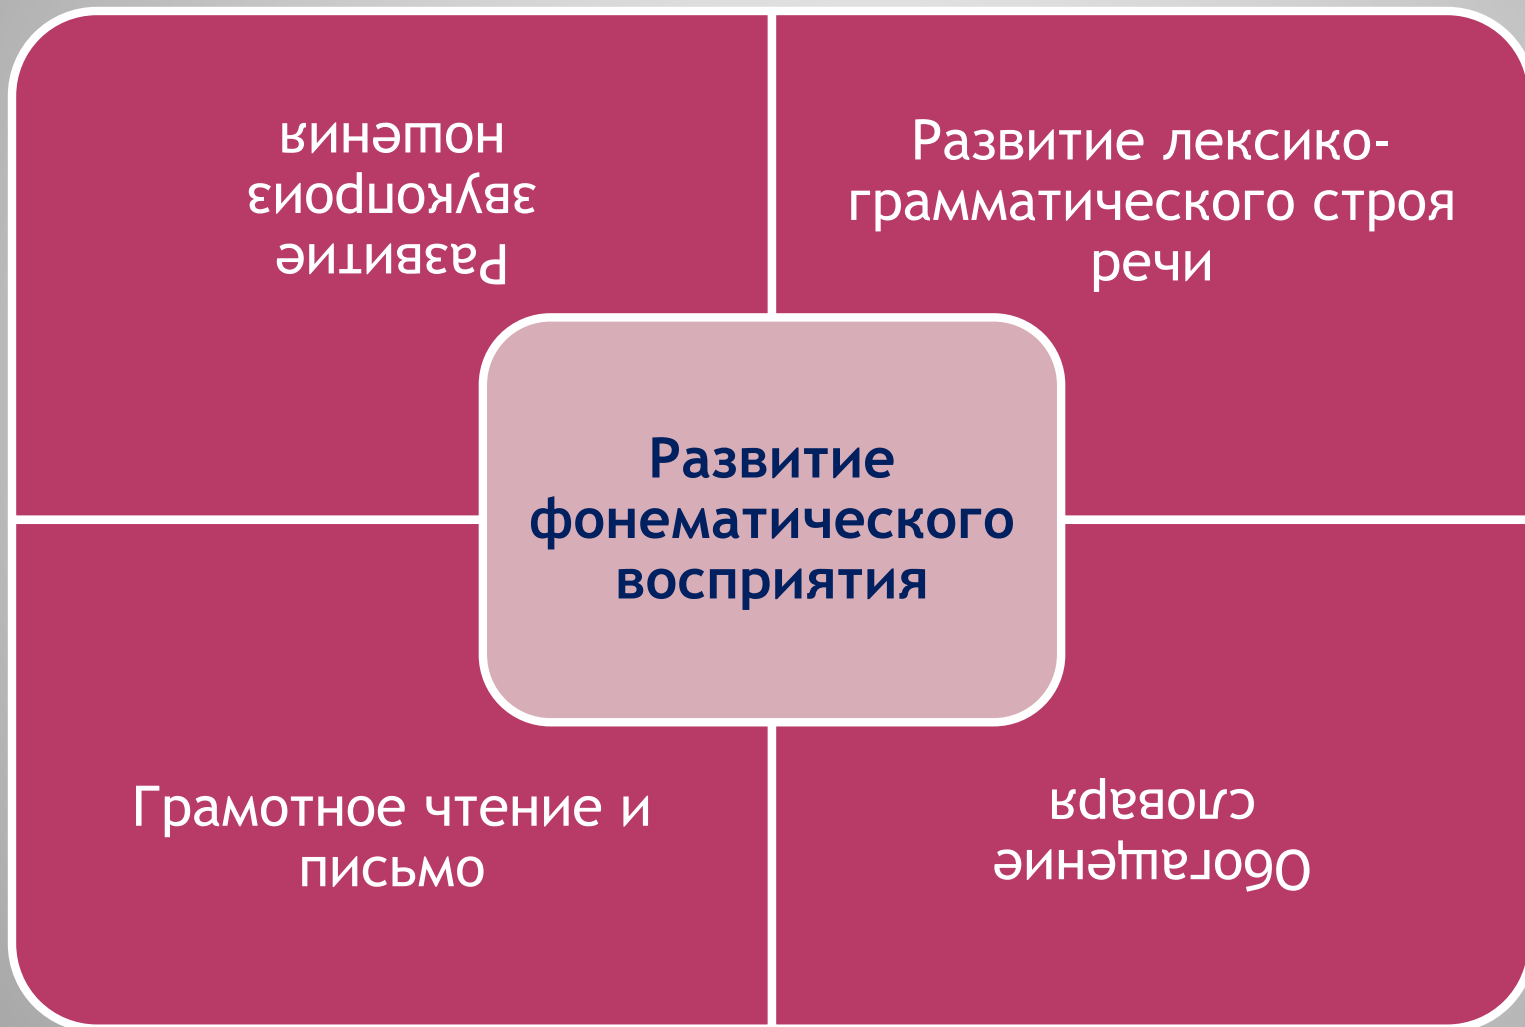 Развитие
звукопроиз
ношения
Развитие лексико-
грамматического строя
речи
Развитие
фонематического
восприятия
Грамотное чтение и
письмо
Обогащение
словаря